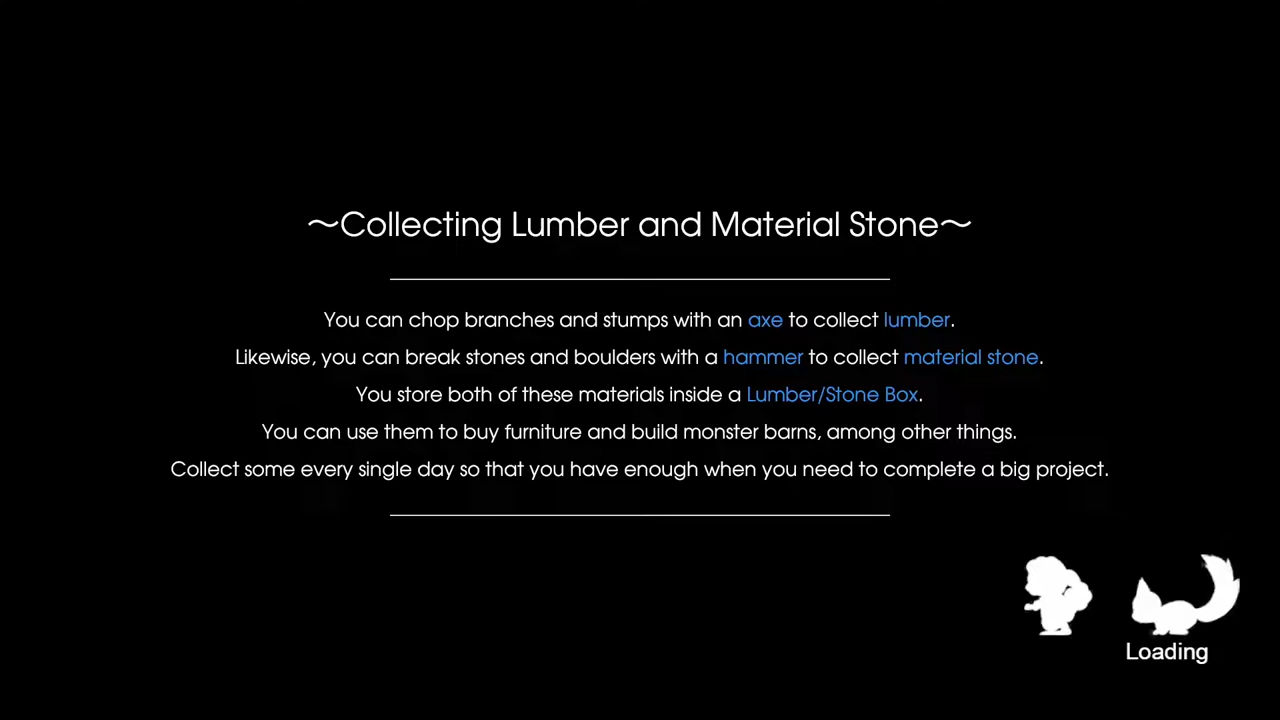 ～Collecting Lumber and Material Stone～
You can chop branches and stumps with an axe to collect lumber.
Likewise, you can break stones and boulders with a hammer to collect material stone.
You store both of these materials inside a Lumber/Stone Box.
You can use them to buy furniture and build monster barns, among other things.
Collect some every single day so that you have enough when you need to complete a big project.
Loading